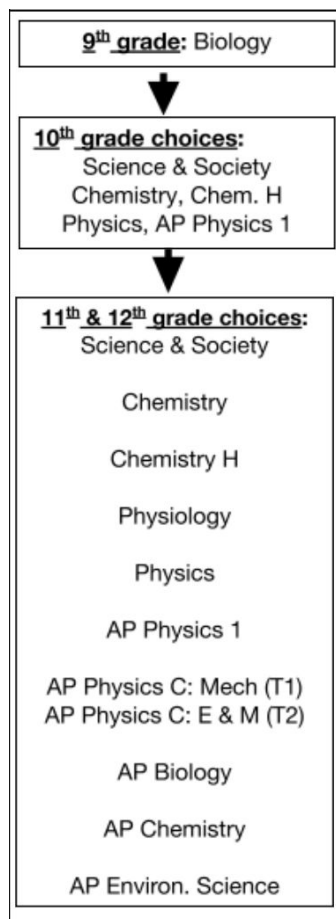 9th grade: Biology
10th grade choices:
Science & Society
Chemistry, Chem. H
Physics, AP Physics 1
11th & 12th grade choices:
Science & Society
Chemistry
Chemistry H
Physiology
Physics
AP Physics 1
AP Physics C: Mech (T1)
AP Physics C: E & M (T2)
AP Biology
AP Chemistry
AP Environ. Science